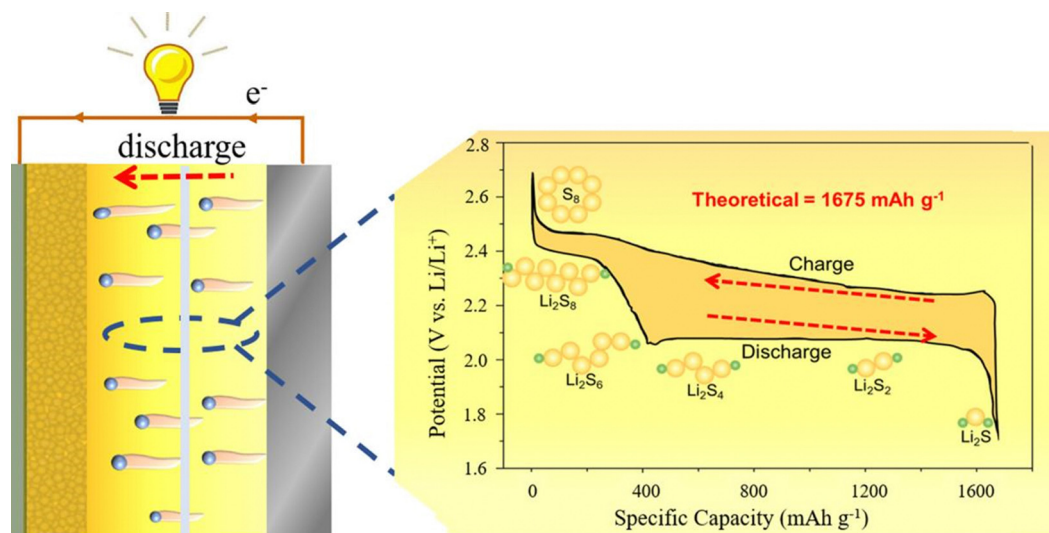 e-
discharge
Potential (V vs. Li/Li+)
2.8
2.6
2.4
2.2
2.0
1.8
1.6
S8
Theoretical = 1675 mAh g-1
Charge
Li2S8
Discharge
Li2S6
Li2S4
Li2S2
Li2S
0
400
800
1200
1600
Specific Capacity (mAh g-1)